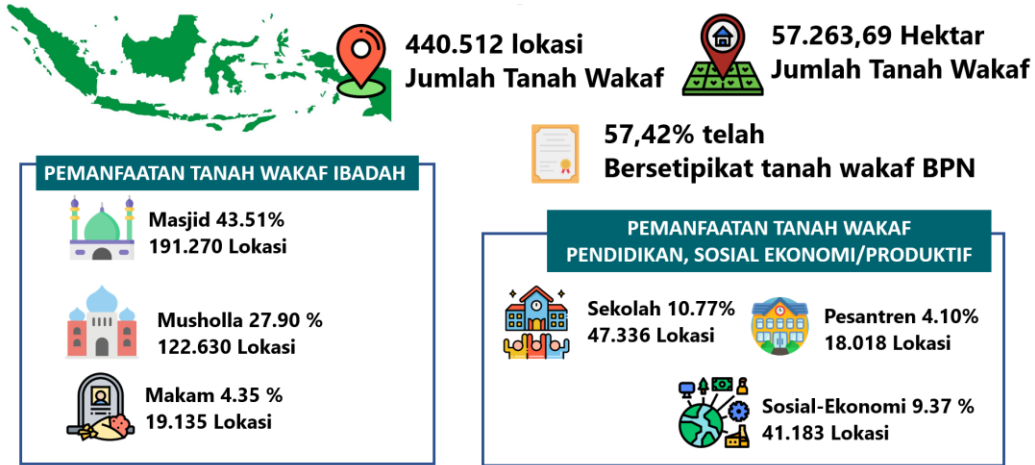 440.512 lokasi
Jumlah Tanah Wakaf
57.263,69 Hektar
Jumlah Tanah Wakaf
57,42% telah
Bersetipikat tanah wakaf BPN
PEMANFAATAN TANAH WAKAF IBADAH
Masjid 43.51%
191.270 Lokasi
Musholla 27.90 %
122.630 Lokasi
Makam 4.35 %
19.135 Lokasi
PEMANFAATAN TANAH WAKAF
PENDIDIKAN, SOSIAL EKONOMI/PRODUKTIF
Sekolah 10.77%
47.336 Lokasi
Pesantren 4.10%
18.018 Lokasi
Sosial-Ekonomi 9.37 %
41.183 Lokasi